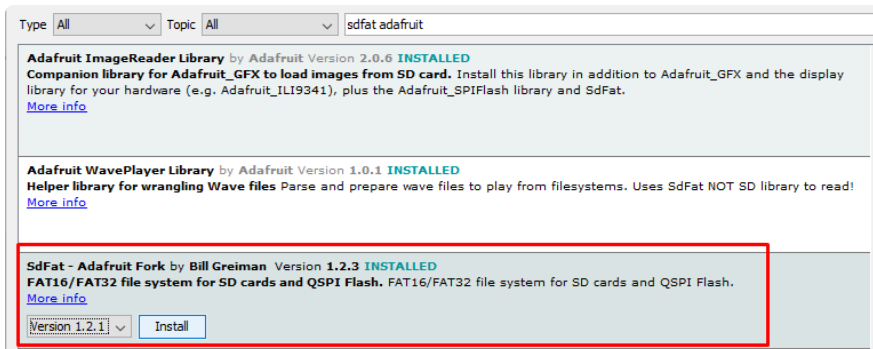 Type All Topic All sdfat adafruit
Adafruit ImageReader Library by Adafruit Version 2.0.6 INSTALLED
Companion library for Adafruit_GFX to load images from SD card. Install this library in addition to Adafruit_GFX and the display
library for your hardware (e.g. Adafruit_ILI9341), plus the Adafruit_SPIFlash library and SdFat.
More info
Adafruit WavePlayer Library by Adafruit Version 1.0.1 INSTALLED
Helper library for wrangling Wave files Parse and prepare wave files to play from filesystems. Uses SdFat NOT SD library to read!
More info
SdFat - Adafruit Fork by Bill Greiman Version 1.2.3 INSTALLED
FAT16/FAT32 file system for SD cards and QSPI Flash. FAT16/FAT32 file system for SD cards and QSPI Flash.
More info
Version 1.2.1 Install